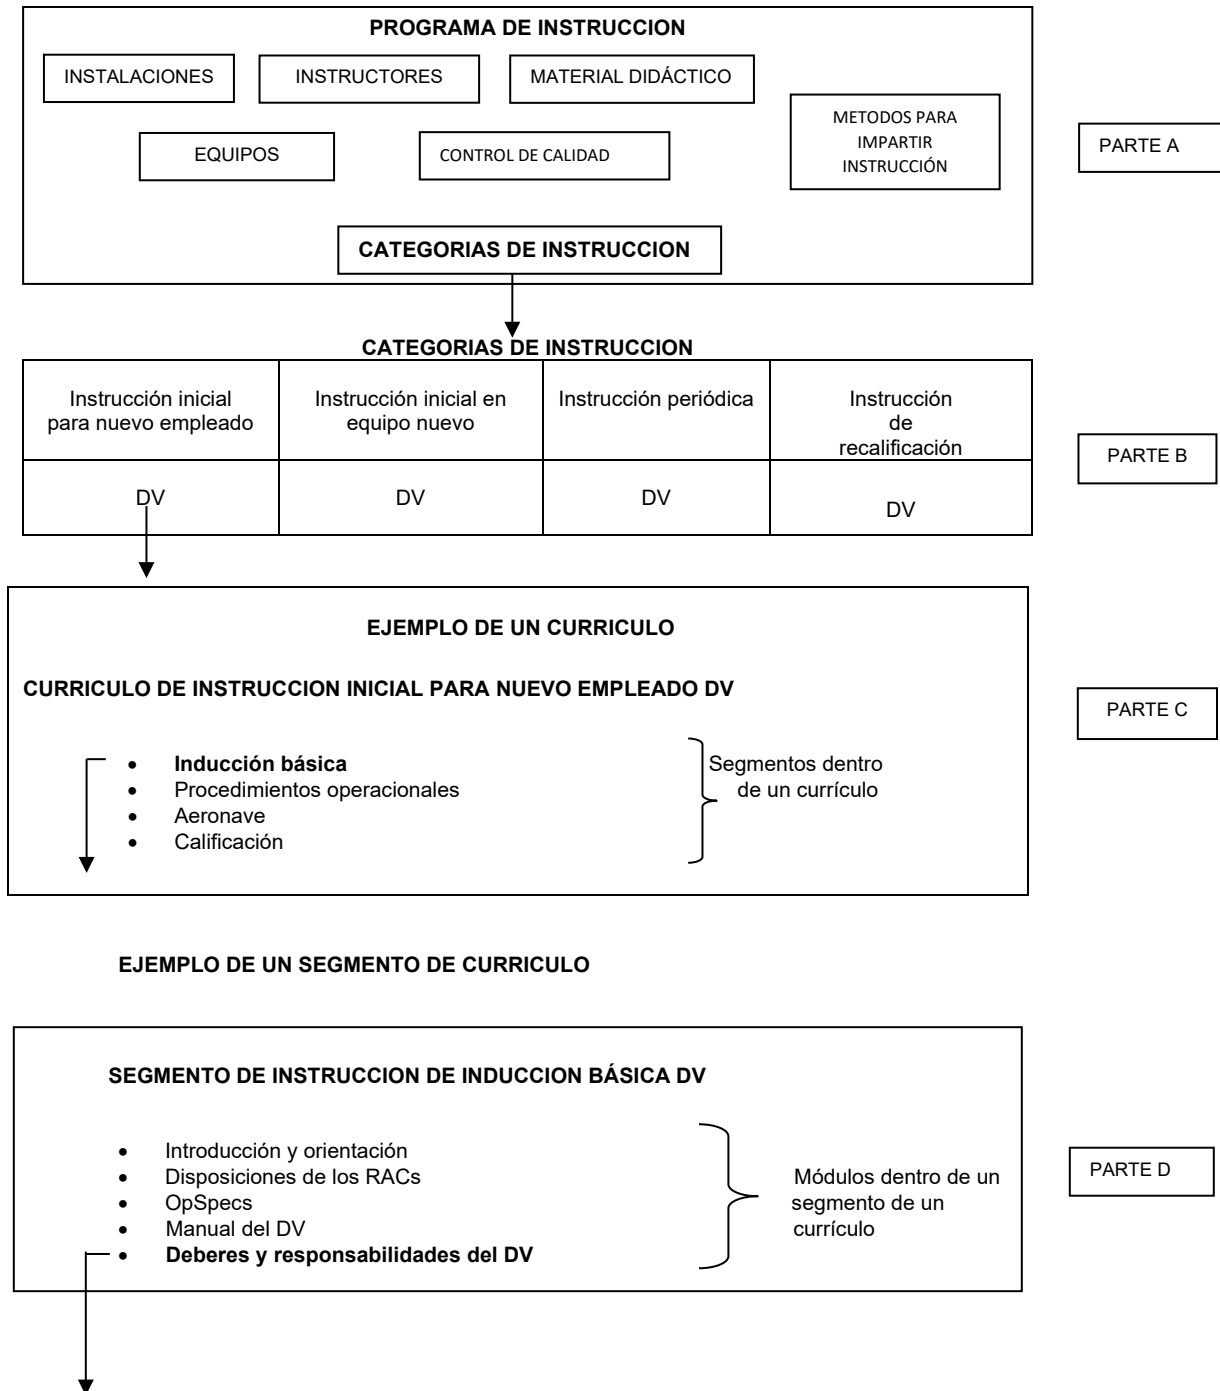 PROGRAMA DE INSTRUCCION
INSTALACIONES
INSTRUCTORES
MATERIAL DIDÁCTICO
METODOS PARA
IMPARTIR
INSTRUCCIÓN
EQUIPOS
CONTROL DE CALIDAD
PARTE A
CATEGORIAS DE INSTRUCCION
CATEGORIAS DE INSTRUCCION
Instrucción inicial
para nuevo empleado
Instrucción inicial en
equipo nuevo
Instrucción periódica
Instrucción
de
recalificación
PARTE B
DV
DV
DV
DV
EJEMPLO DE UN CURRICULO
CURRICULO DE INSTRUCCION INICIAL PARA NUEVO EMPLEADO DV
PARTE C
• Inducción básica
• Procedimientos operacionales
• Aeronave
• Calificación
Segmentos dentro
de un currículo
EJEMPLO DE UN SEGMENTO DE CURRICULO
SEGMENTO DE INSTRUCCION DE INDUCCION BÁSICA DV
• Introducción y orientación
• Disposiciones de los RACs
• OpSpecs
• Manual del DV
• Deberes y responsabilidades del DV
Módulos dentro de un
segmento de un
currículo
PARTE D